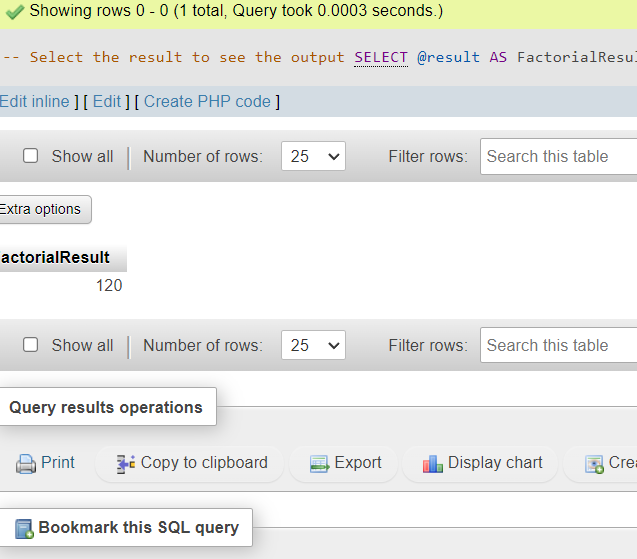 Showing rows 0 - 0 (1 total, Query took 0.0003 seconds.)
-- Select the result to see the output SELECT @result AS FactorialResul
Edit inline ] [ Edit ] [ Create PHP code ]
Show all | Number of rows: 25 Filter rows: Search this table
Extra options
actorialResult
120
Show all | Number of rows: 25 Filter rows: Search this table
Query results operations
Print Copy to clipboard Export Display chart Crea
Bookmark this SQL query